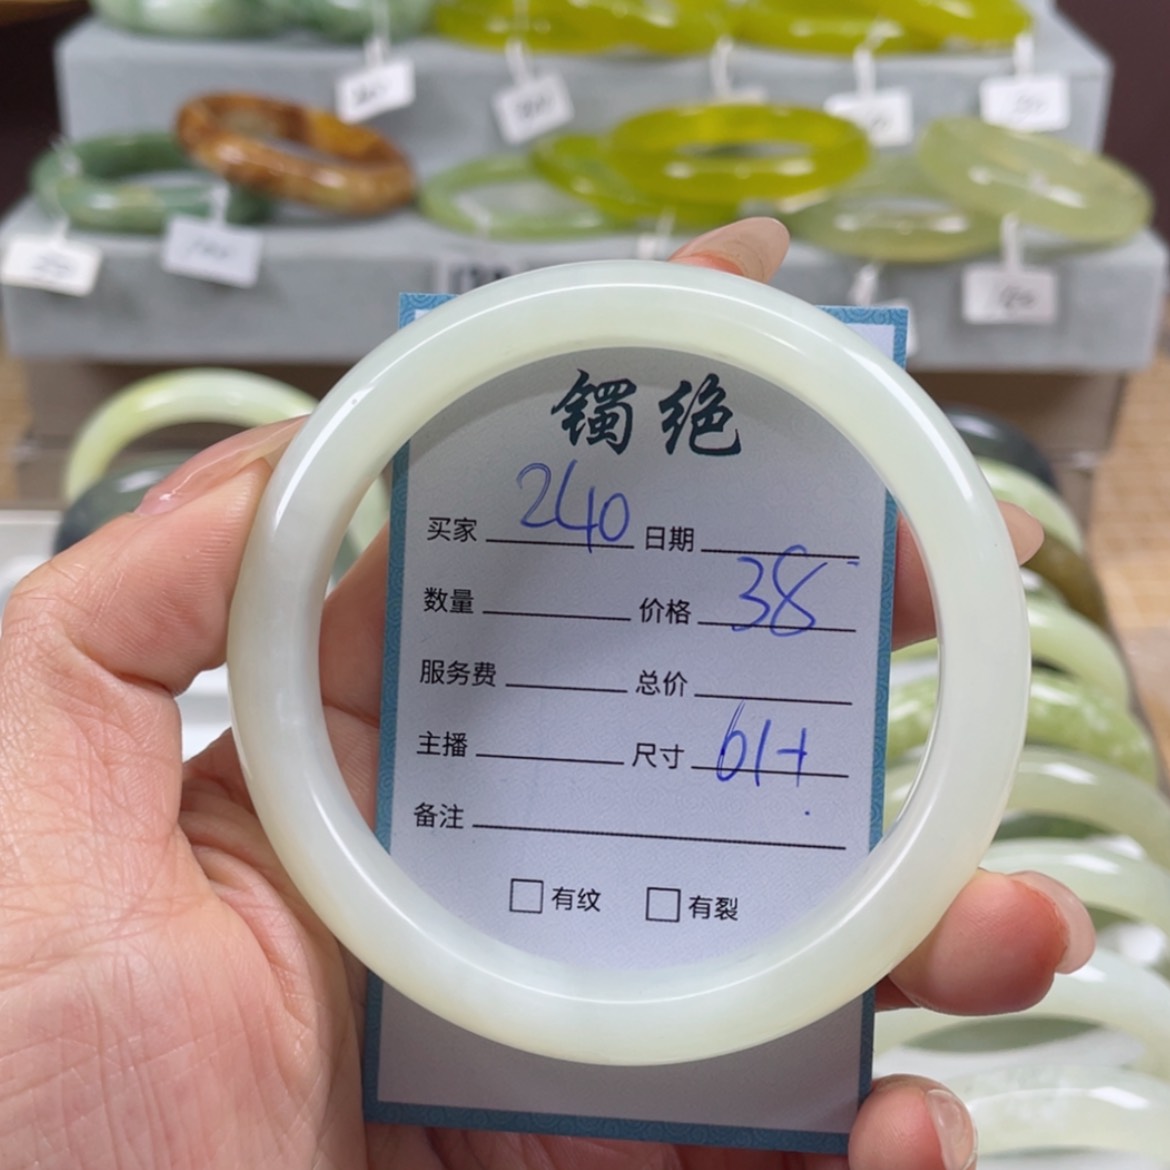 镯绝
买家 240 日期
数量 价格 38
服务费 总价
主播 尺寸 61+
备注
□ 有纹 □ 有裂